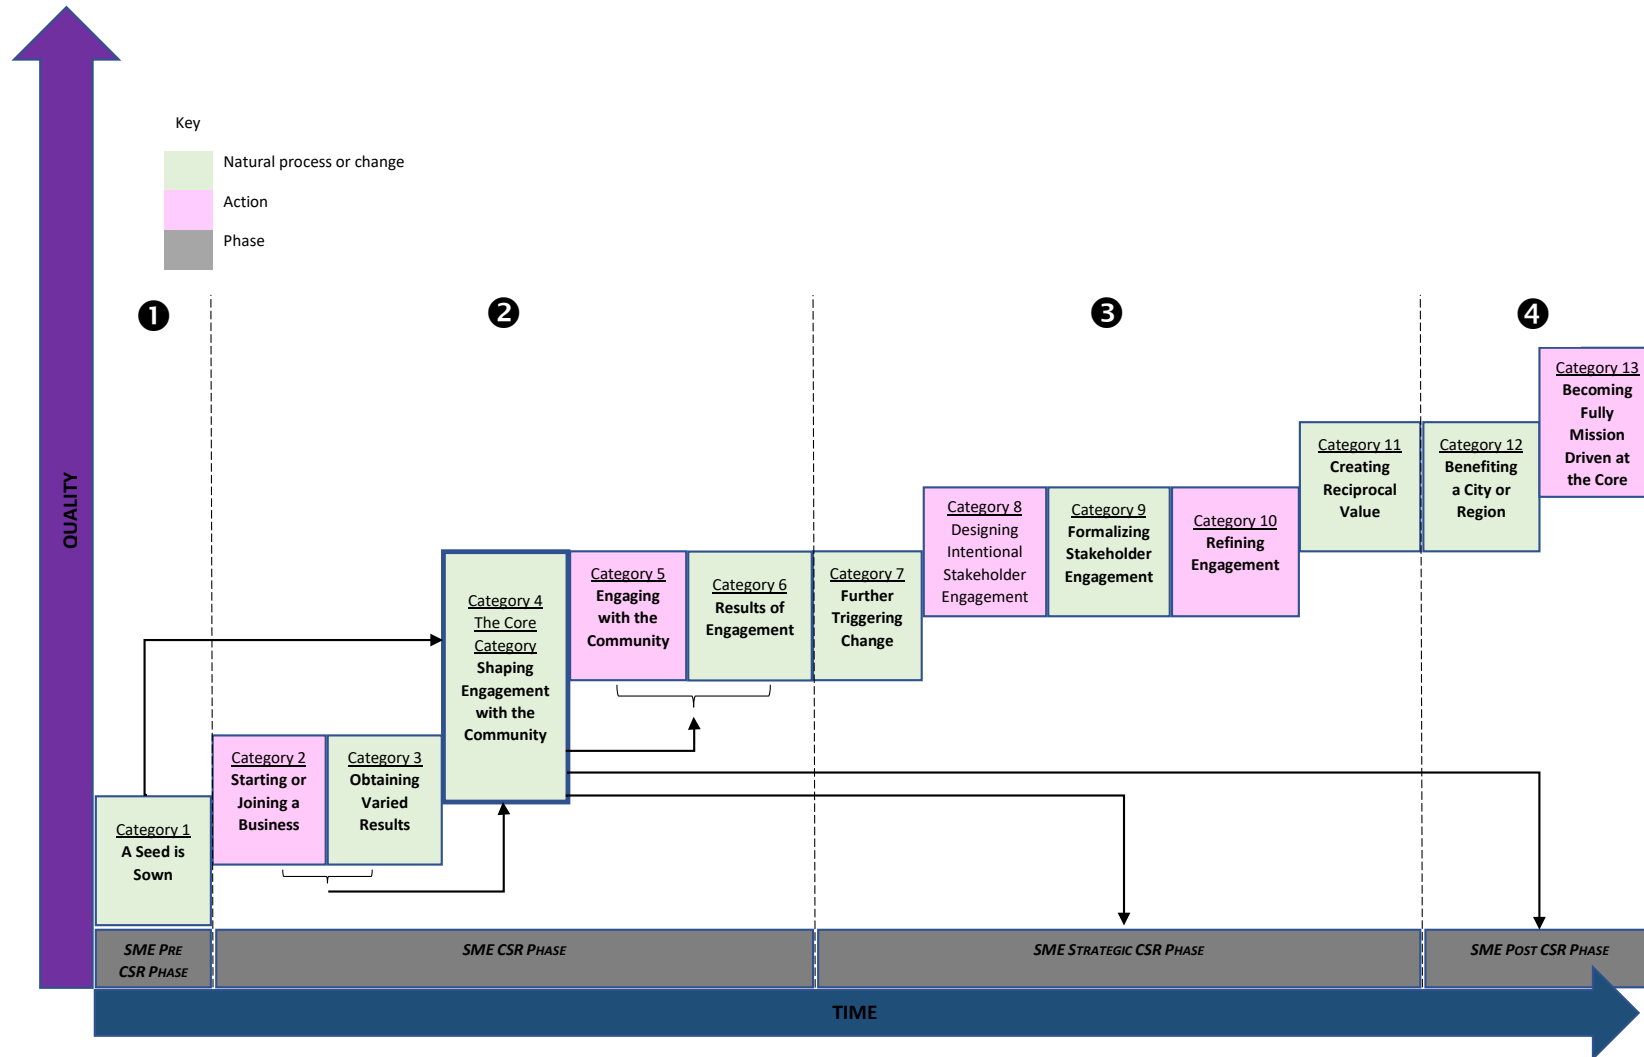 Key
Natural process or change
Action
Phase
❶
❷
❸
❹
QUALITY
Category 1
A Seed is
Sown
Category 2
Starting or
Joining a
Business
Category 3
Obtaining
Varied
Results
Category 4
The Core
Category
Shaping
Engagement
with the
Community
Category 5
Engaging
with the
Community
Category 6
Results of
Engagement
Category 7
Further
Triggering
Change
Category 8
Designing
Intentional
Stakeholder
Engagement
Category 9
Formalizing
Stakeholder
Engagement
Category 10
Refining
Engagement
Category 11
Creating
Reciprocal
Value
Category 12
Benefiting
a City or
Region
Category 13
Becoming
Fully
Mission
Driven at
the Core
SME PRE
CSR PHASE
SME CSR PHASE
SME STRATEGIC CSR PHASE
SME POST CSR PHASE
TIME